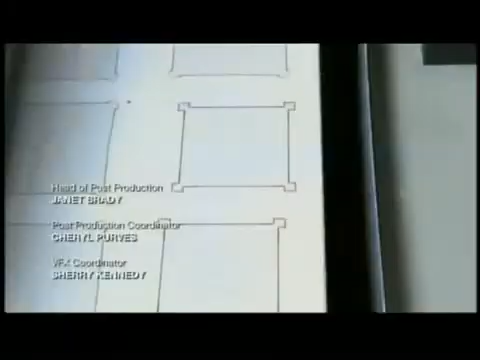 Head of Post Production
JANET BRADY
Post Production Coordinator
CHERYL PURVES
VFX Coordinator
SHERRY KENNEDY